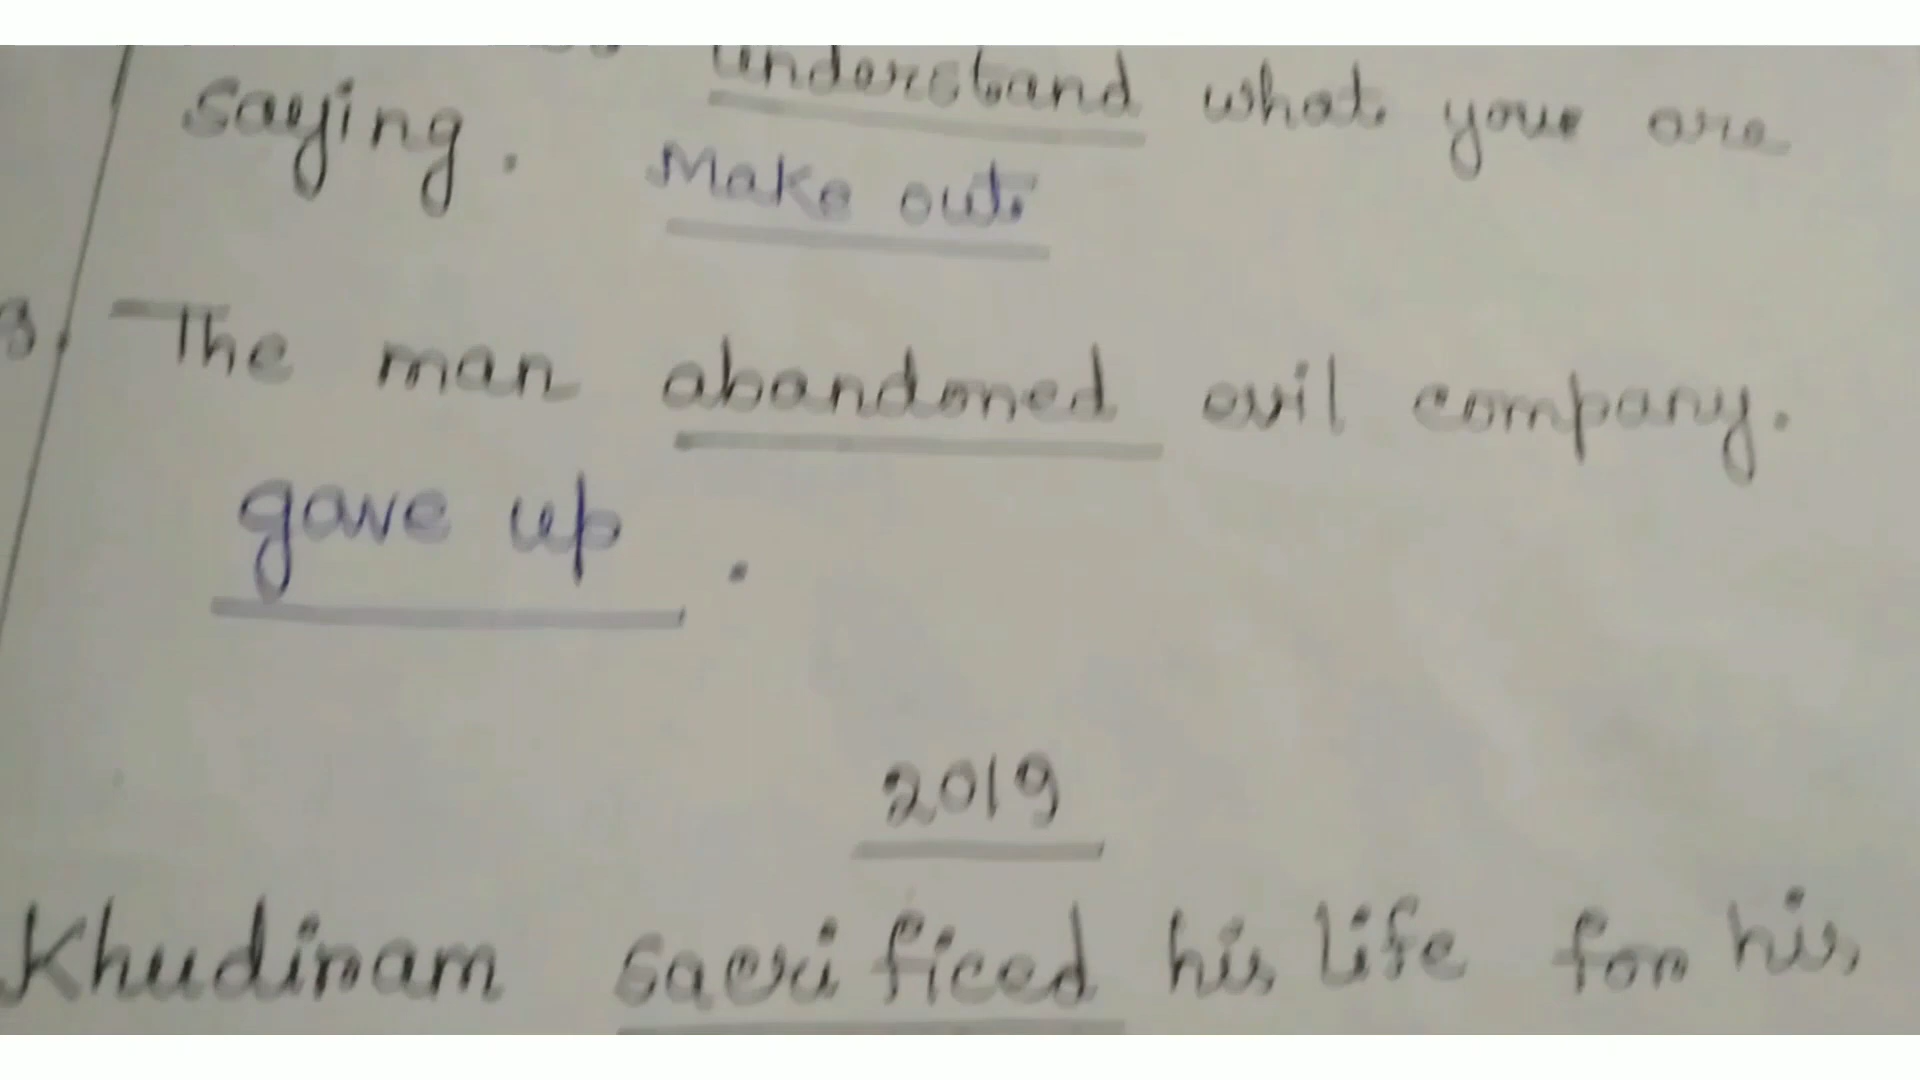 understand what you are
saying.
Make out
3. The man abandoned evil company.
gave up.
2019
Khudiram sacrificed his life for his